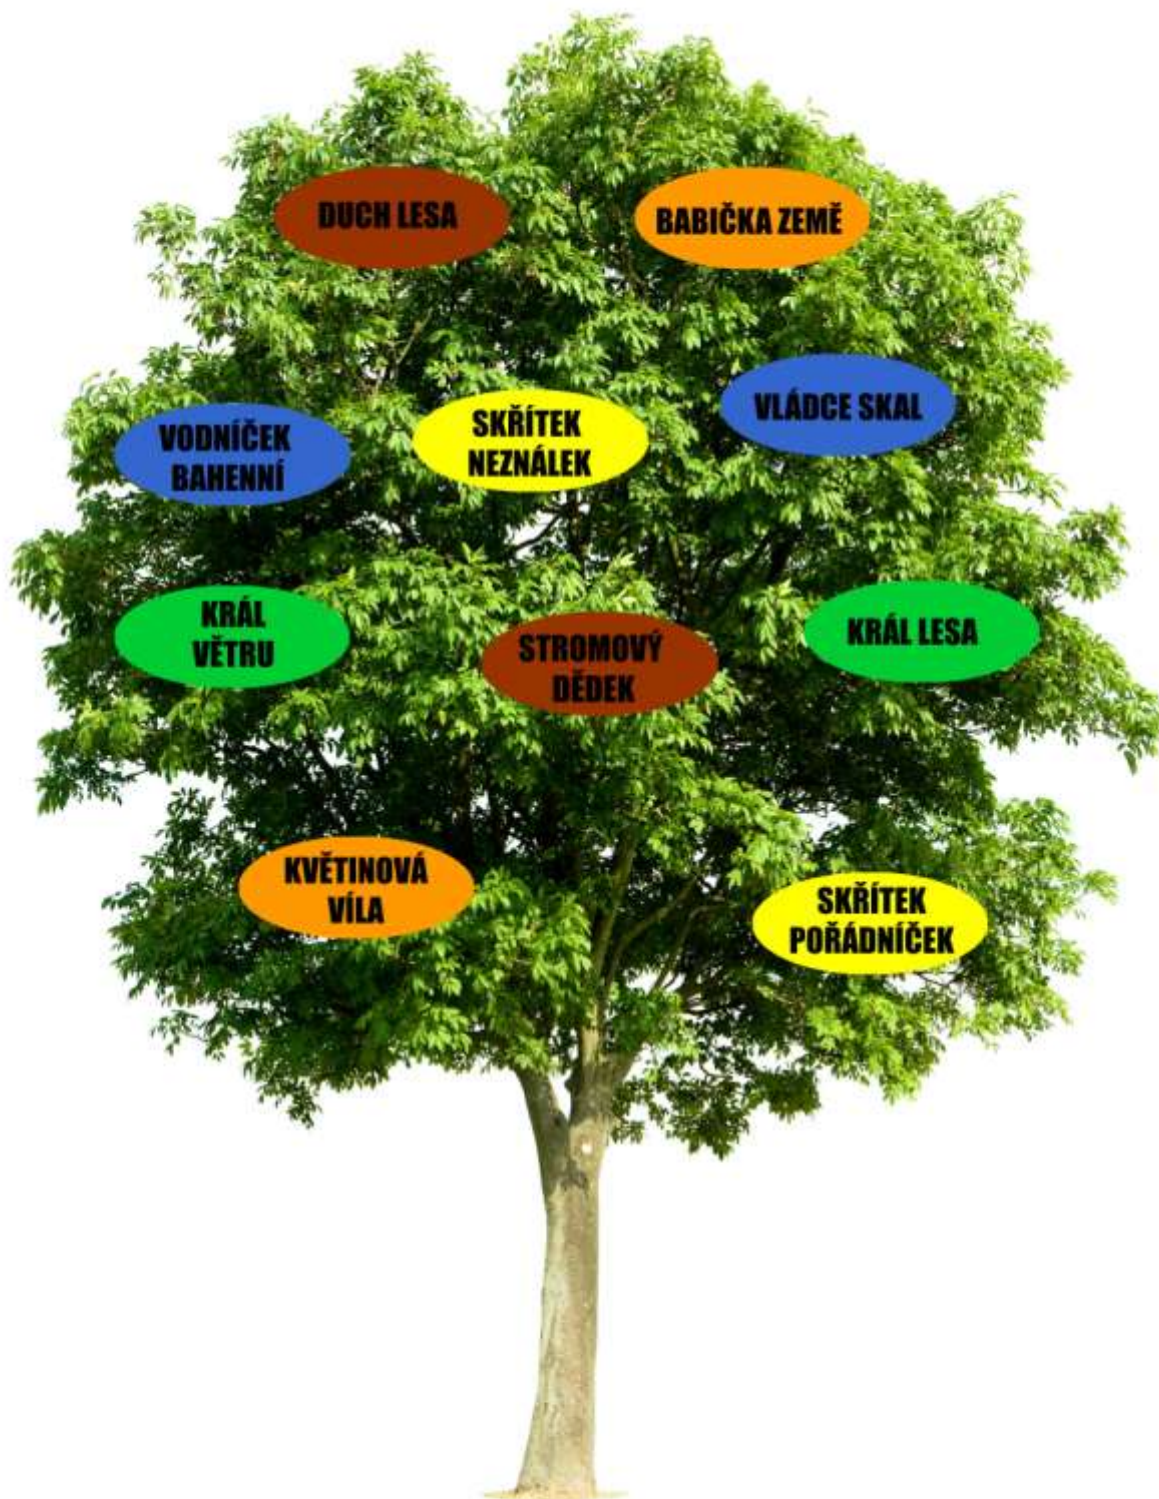 DUCH LESA
BABIČKA ZEMĚ
VLÁDCE SKAL
VODNÍČEK
BAHENNÍ
SKŘÍTEK
NEZNÁLEK
KRÁL
VĚTRU
STROMOVÝ
DĚDEK
KRÁL LESA
KVĚTINOVÁ
VÍLA
SKŘÍTEK
POŘÁDNÍČEK